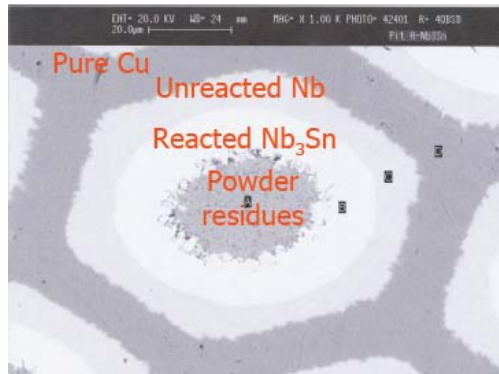 EHT= 20.0 KV WD= 24 mm MAG= X 1.00 K PHOTO= 42401 R= 40BSD
20.0µm
Pit A-Nb3Sn
Pure Cu
Unreacted Nb
Reacted Nb₃Sn
Powder
residues